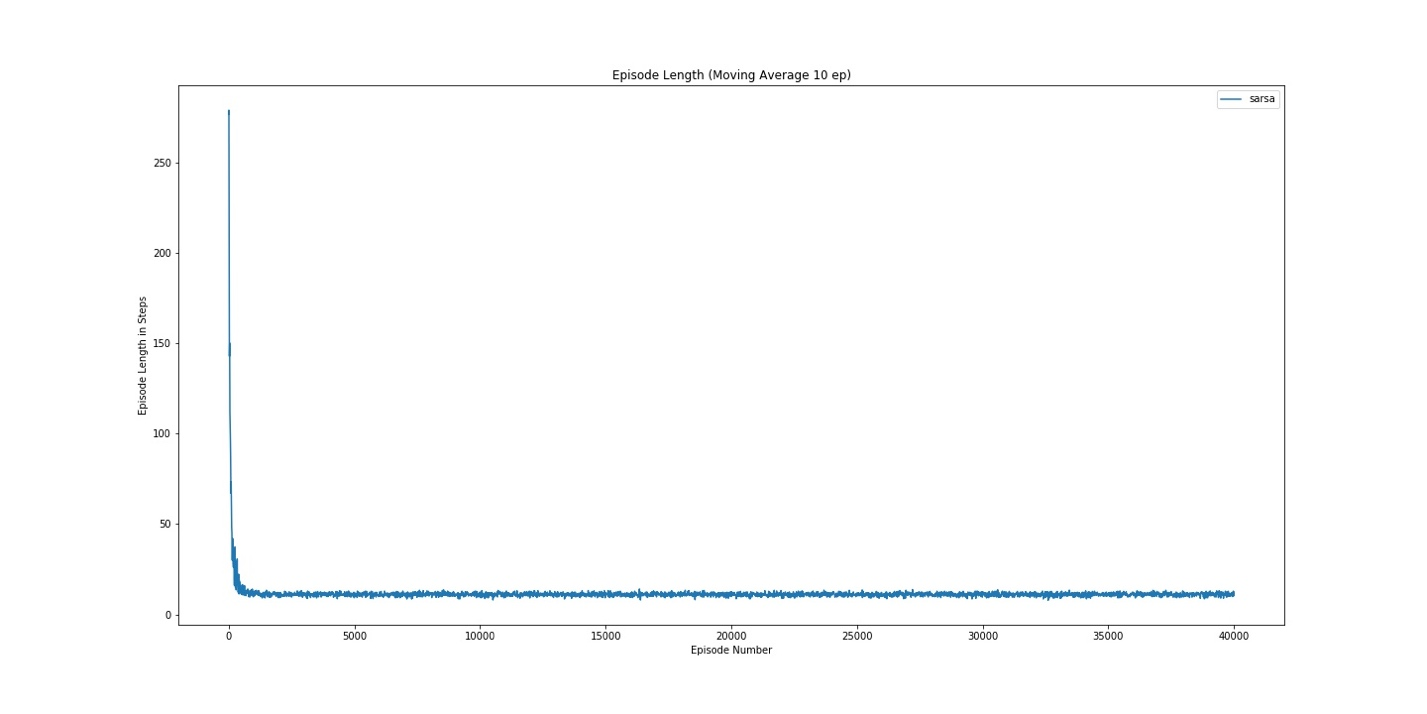 Episode Length (Moving Average 10 ep)
sarsa
250
200
150
100
50
0
Episode Length in Steps
0 5000 10000 15000 20000 25000 30000 35000 40000
Episode Number